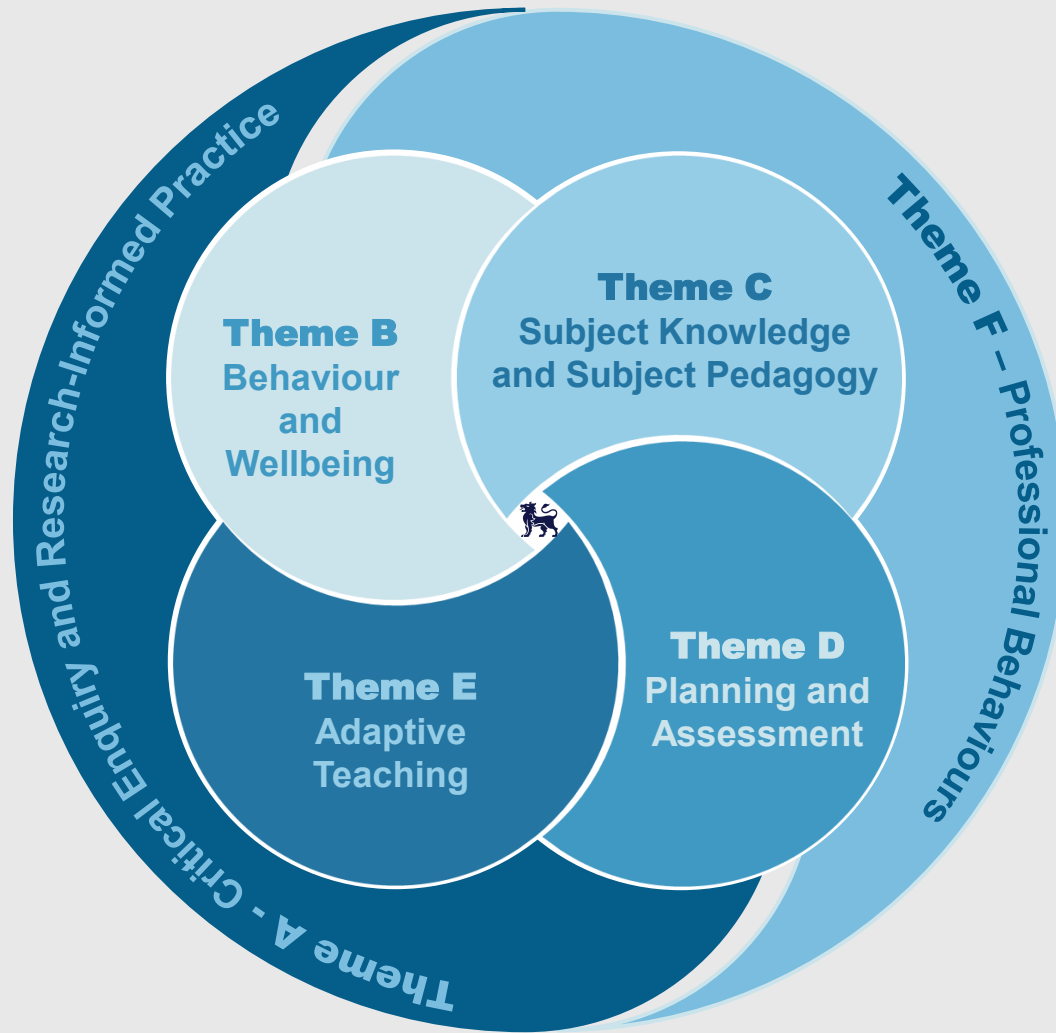 Theme A - Critical Enquiry and Research-Informed Practice
Theme B
Behaviour
and
Wellbeing
Theme C
Subject Knowledge
and Subject Pedagogy
Theme D
Planning and
Assessment
Theme E
Adaptive
Teaching
Theme F – Professional Behaviours